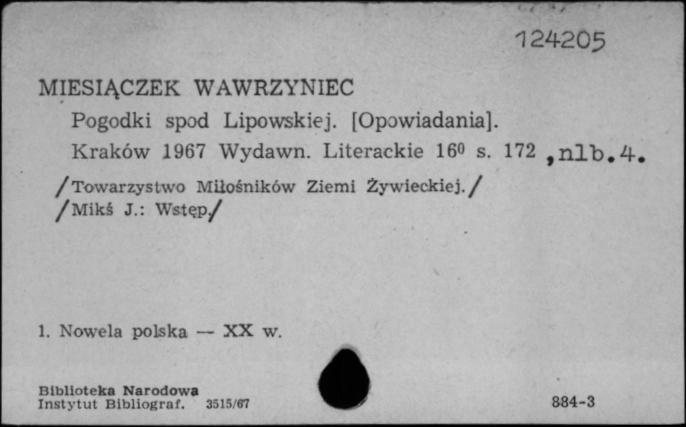 124205
MIESIĄCZEK WAWRZYNIEC
Pogodki spod Lipowskiej. [Opowiadania].
Kraków 1967 Wydawn. Literackie 16⁰ s. 172 ,nlb.4.
/Towarzystwo Miłośników Ziemi Żywieckiej./
/Mikś J.: Wstęp/
1. Nowela polska — XX w.
Biblioteka Narodowa
Instytut Bibliograf. 3515/67 884-3